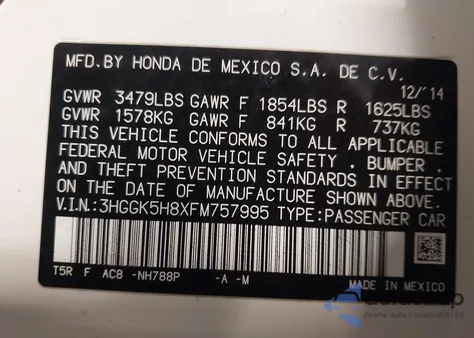 MFD.BY HONDA DE MEXICO S.A. DE C.V.
12/'14
GVWR 3479LBS GAWR F 1854LBS R 1625LBS
GVWR 1578KG GAWR F 841KG R 737KG
THIS VEHICLE CONFORMS TO ALL APPLICABLE
FEDERAL MOTOR VEHICLE SAFETY . BUMPER .
AND THEFT PREVENTION STANDARDS IN EFFECT
ON THE DATE OF MANUFACTURE SHOWN ABOVE.
V.I.N:3HGGK5H8XFM757995 TYPE:PASSENGER CAR
T5R F AC8 -NH788P -A -M
MADE IN MEXICO